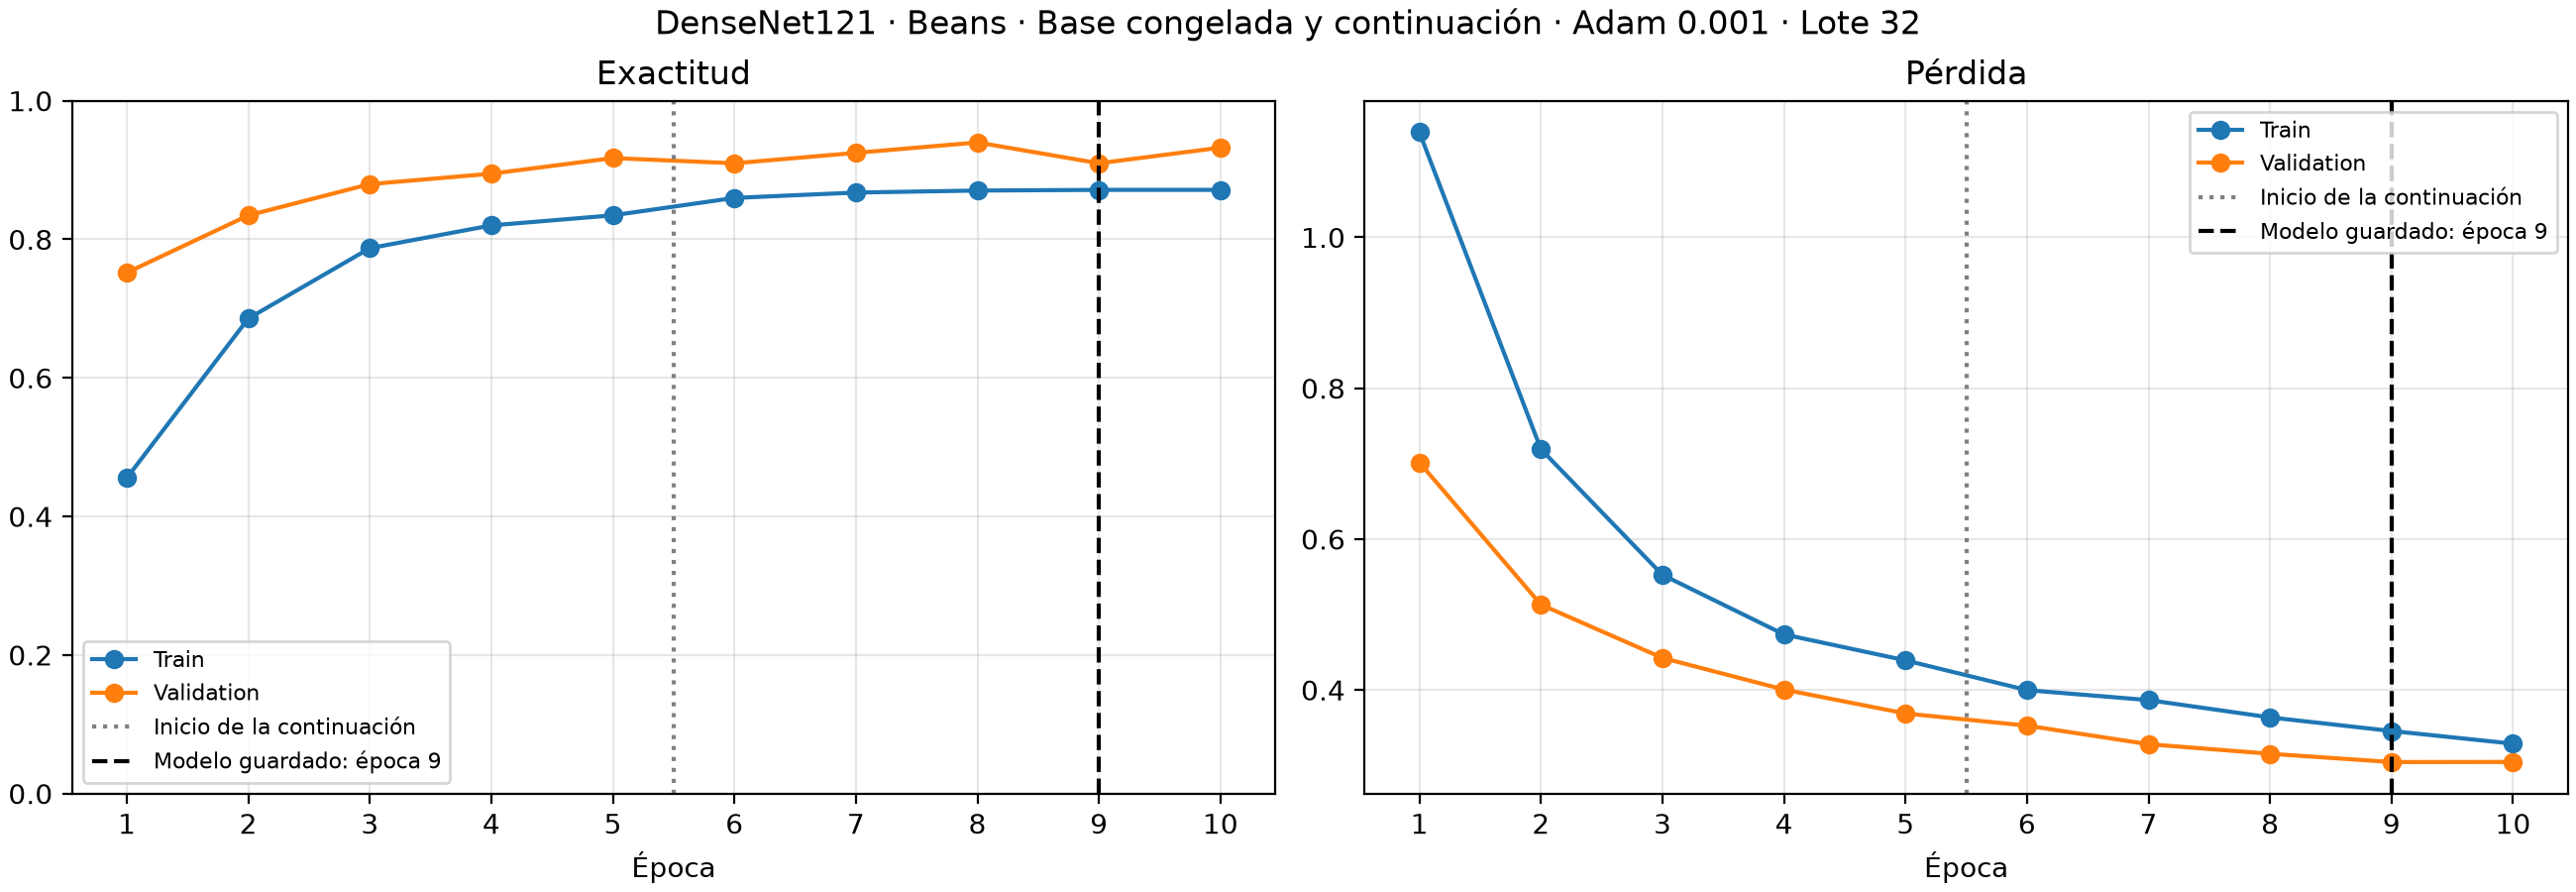 DenseNet121 · Beans · Base congelada y continuación · Adam 0.001 · Lote 32
Exactitud
1.0
0.8
0.6
0.4
0.2
0.0
Train
Validation
Inicio de la continuación
Modelo guardado: época 9
1 2 3 4 5 6 7 8 9 10
Época
Pérdida
1.0
0.8
0.6
0.4
Train
Validation
Inicio de la continuación
Modelo guardado: época 9
1 2 3 4 5 6 7 8 9 10
Época